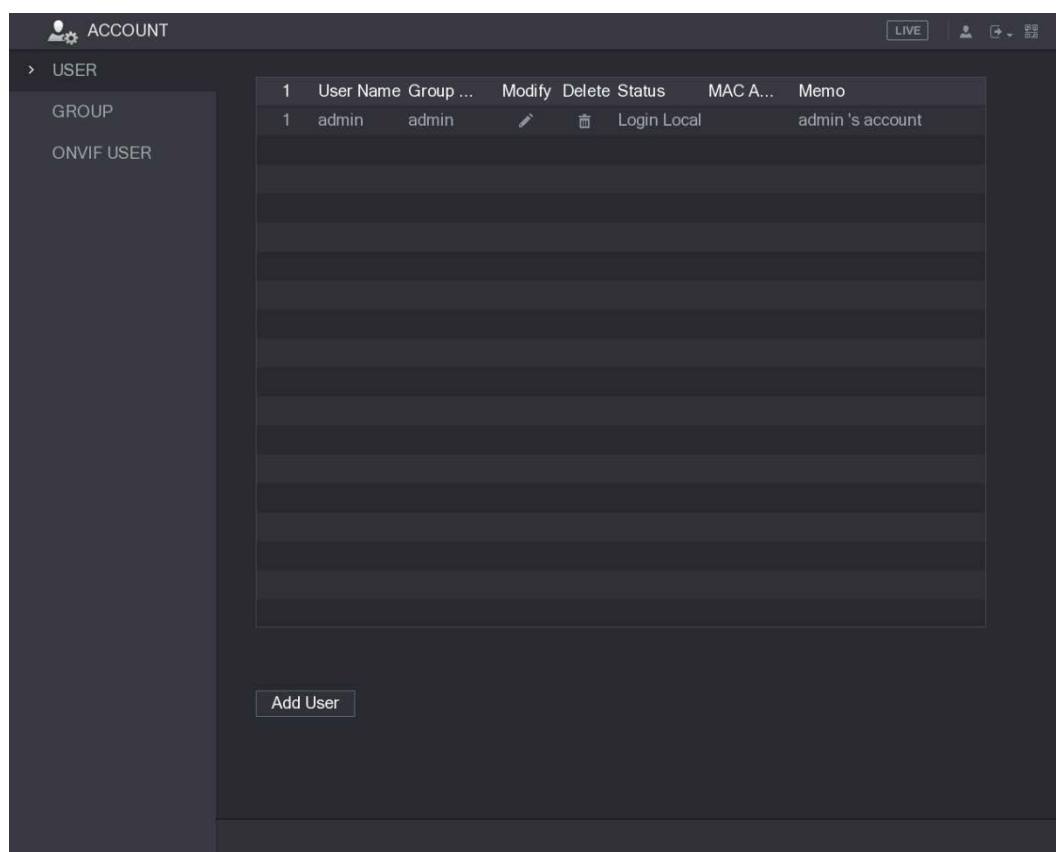 ACCOUNT LIVE
USER
GROUP
ONVIF USER
1 User Name Group ... Modify Delete Status MAC A... Memo
1 admin admin Login Local admin 's account
Add User